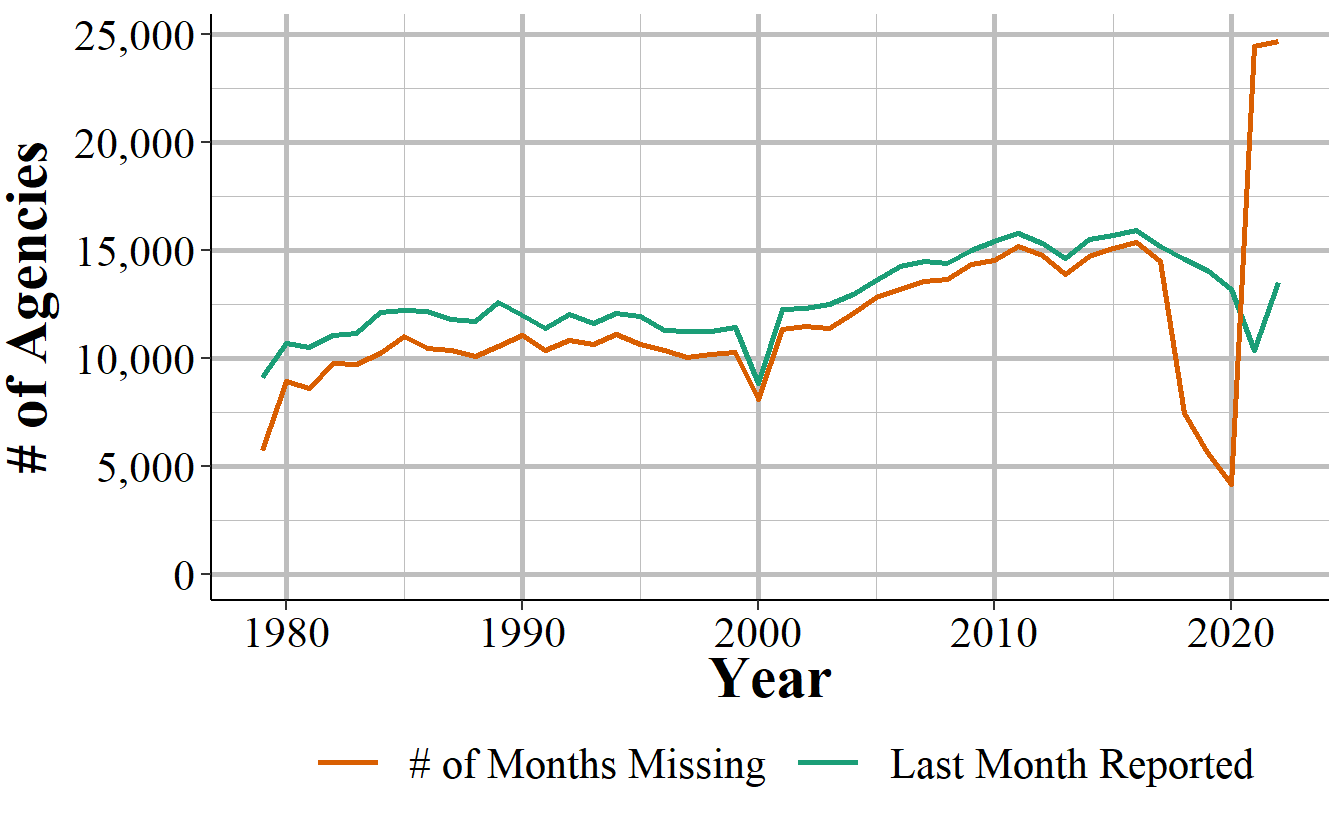 # of Agencies
25,000
20,000
15,000
10,000
5,000
0
1980 1990 2000 2010 2020
Year
# of Months Missing Last Month Reported